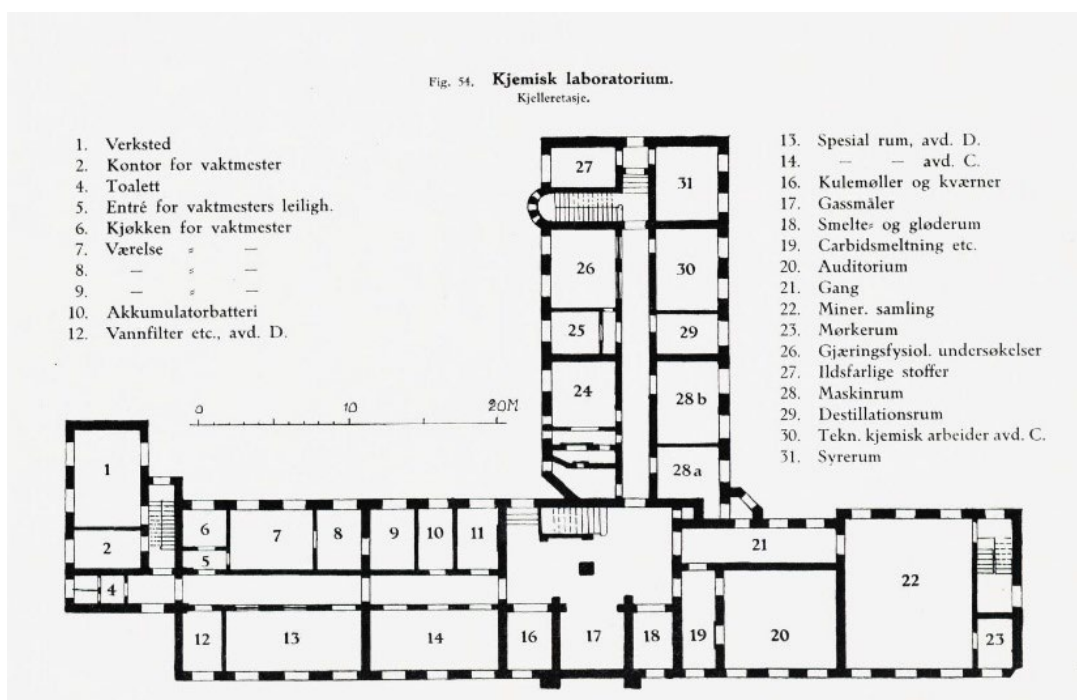 Fig. 54. Kjemisk laboratorium.
Kjelleretasje.
1. Verksted
2. Kontor for vaktmester
4. Toalett
5. Entré for vaktmesters leiligh.
6. Kjøkken for vaktmester
7. Værelse „ —
8. — „ —
9. — „ —
10. Akkumulatorbatteri
12. Vannfilter etc., avd. D.
13. Spesial rum, avd. D.
14. — — avd. C.
16. Kulemøller og kværner
17. Gassmåler
18. Smelte- og gløderum
19. Carbidsmeltning etc.
20. Auditorium
21. Gang
22. Miner. samling
23. Mørkerum
26. Gjæringsfysiol. undersøkelser
27. Ildsfarlige stoffer
28. Maskinrum
29. Destillationsrum
30. Tekn. kjemisk arbeider avd. C.
31. Syrerum
0 10 20M
27 31
26 30
25 29
24 28 b
28 a
1
2
4
6 7 8 9 10 11
5
21
22
12 13 14 16 17 18 19 20 23